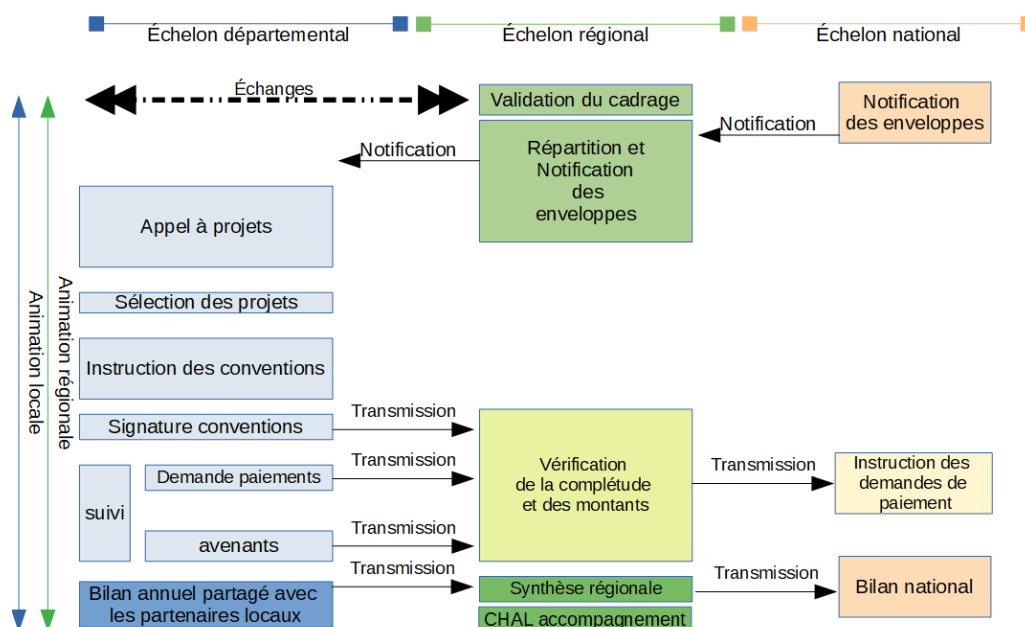 Échelon départemental
Échelon régional
Échelon national
Échanges
Validation du cadrage
Notification
des enveloppes
Notification
Notification
Répartition et
Notification
des
enveloppes
Appel à projets
Animation locale
Animation régionale
Sélection des projets
Instruction des conventions
Signature conventions
Transmission
Vérification
de la complétude
et des montants
suivi
Demande paiements
Transmission
Transmission
Instruction des
demandes de
paiement
avenants
Transmission
Bilan annuel partagé avec
les partenaires locaux
Transmission
Synthèse régionale
Transmission
Bilan national
CHAL accompagnement